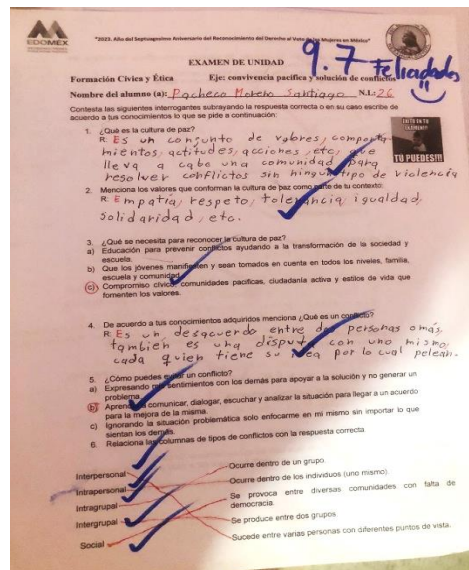 EDOMEX
"2023. Año del Septuagésimo Aniversario del Reconocimiento del Derecho al Voto de las Mujeres en México"
EXAMEN DE UNIDAD
9.7 Felicidades
Formación Cívica y Ética Eje: convivencia pacifica y solución de conflictos
Nombre del alumno (a): Pacheco Moreno Santiago N.L: 26
Contesta las siguientes interrogantes subrayando la respuesta correcta o en su caso escribe de
acuerdo a tus conocimientos lo que se pide a continuación:
1. ¿Qué es la cultura de paz?
R: Es un conjunto de valores, comporta
mientos, actitudes, acciones, etc, que
lleva a cabo una comunidad para
resolver conflictos sin ningun tipo de violencia
TÚ PUEDES!!!
2. Menciona los valores que conforman la cultura de paz como parte de tu contexto:
R: Empatía, respeto, tolerancia, igualdad,
solidaridad, etc.
3. ¿Qué se necesita para reconocer la cultura de paz?
a) Educación para prevenir conflictos ayudando a la transformación de la sociedad y
escuela.
b) Que los jóvenes manifiesten y sean tomados en cuenta en todos los niveles, familia,
escuela y comunidad.
c) Compromiso cívico, comunidades pacificas, ciudadanía activa y estilos de vida que
fomenten los valores.
4. De acuerdo a tus conocimientos adquiridos menciona ¿Qué es un conflicto?
R: Es un desacuerdo entre dos personas o más,
tambien es una disputa con uno mismo,
cada quien tiene su idea por lo cual pelean.
5. ¿Cómo puedes evitar un conflicto?
a) Expresando mis sentimientos con los demás para apoyar a la solución y no generar un
problema.
b) Aprender a comunicar, dialogar, escuchar y analizar la situación para llegar a un acuerdo
para la mejora de la misma.
c) Ignorando la situación problemática solo enfocarme en mi mismo sin importar lo que
sientan los demás.
6. Relaciona las columnas de tipos de conflictos con la respuesta correcta.
Interpersonal
Intrapersonal
Intragrupal
Intergrupal
Social
Ocurre dentro de un grupo.
Ocurre dentro de los individuos (uno mismo).
Se provoca entre diversas comunidades con falta de
democracia.
Se produce entre dos grupos
Sucede entre varias personas con diferentes puntos de vista.